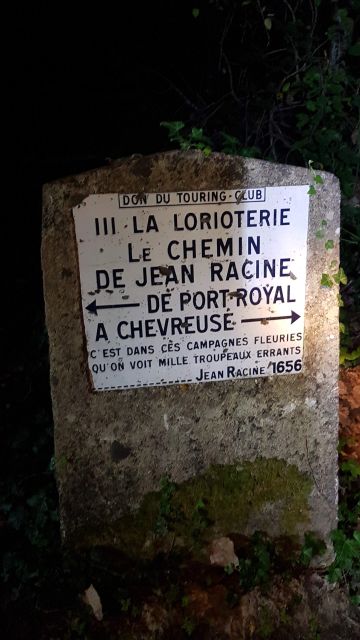 DON DU TOURING-CLUB
III. LA LORIOTERIE
LE CHEMIN
DE JEAN RACINE
DE PORT-ROYAL
A CHEVREUSE
C'EST DANS CES CAMPAGNES FLEURIES
QU'ON VOIT MILLE TROUPEAUX ERRANTS
JEAN RACINE 1656